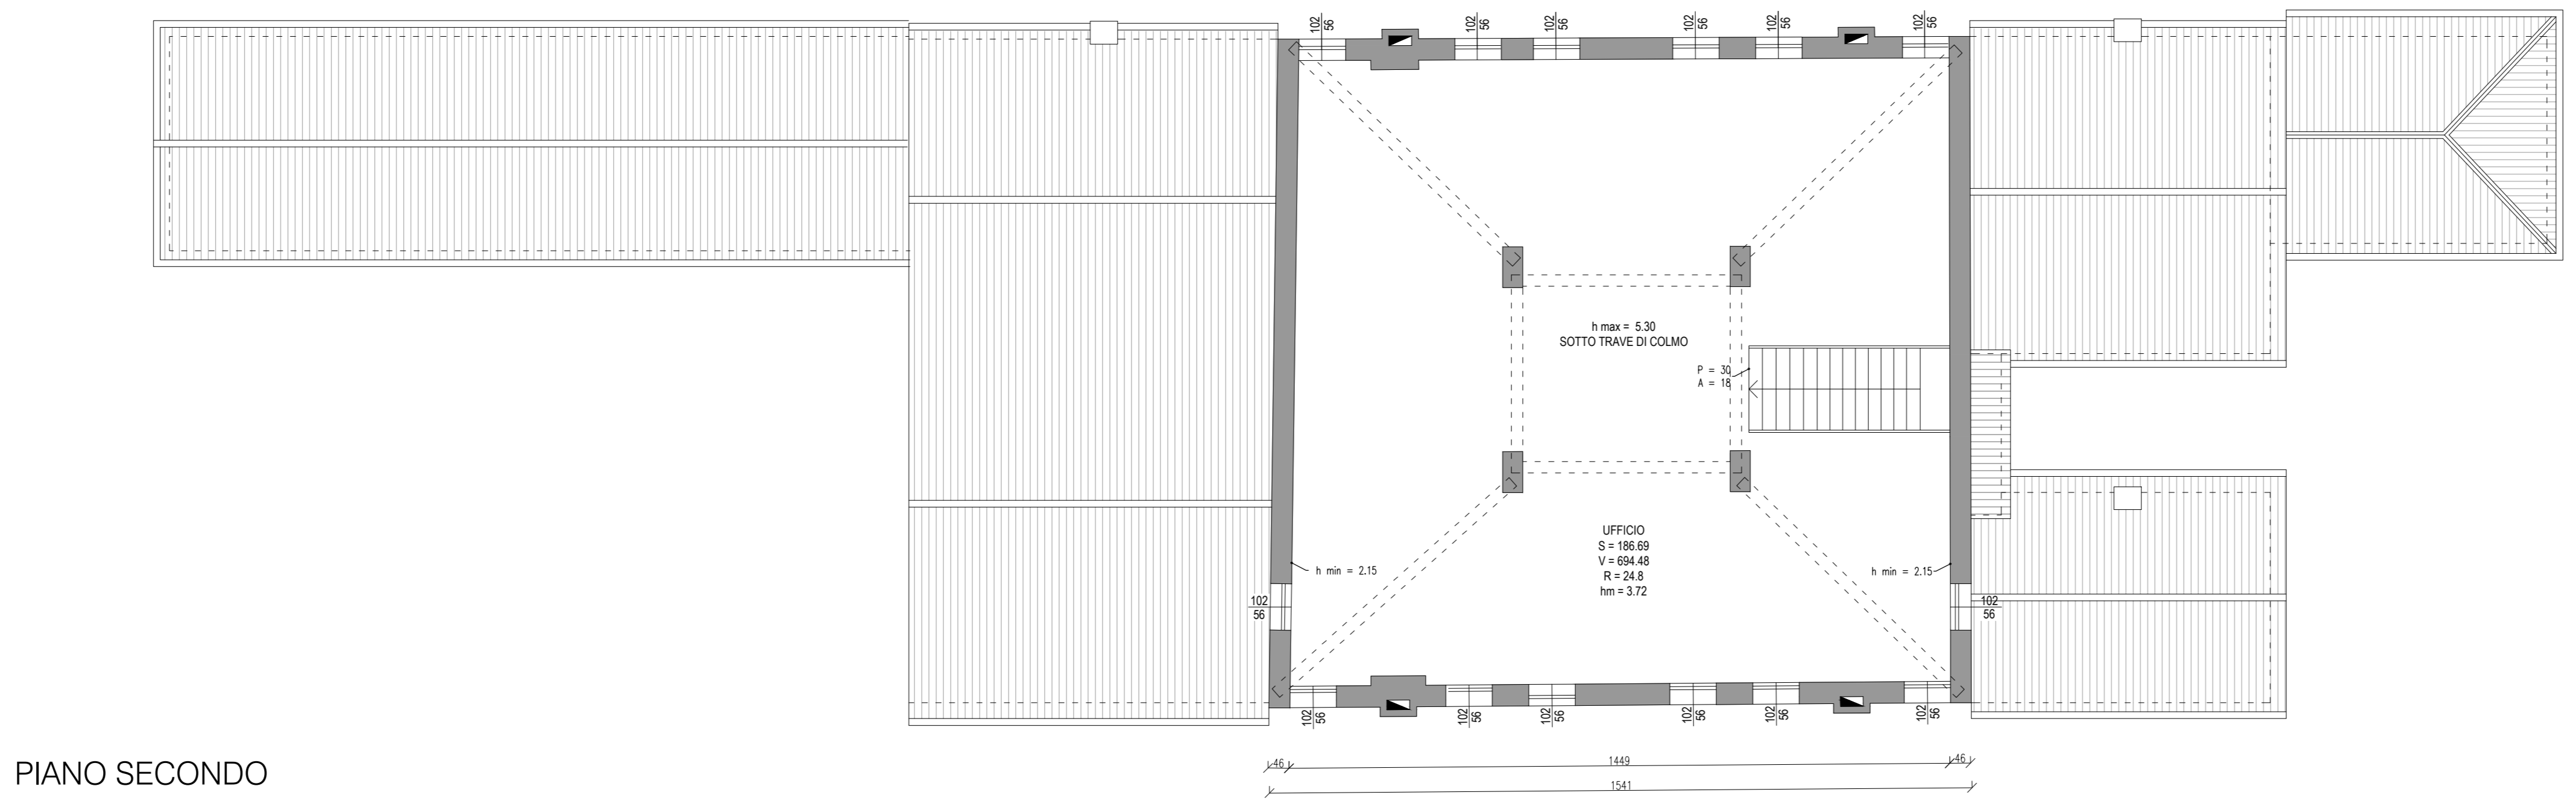 102
56
102
56
102
56
102
56
102
56
102
56
h max = 5.30
SOTTO TRAVE DI COLMO
P = 30
A = 18
UFFICIO
S = 186.69
V = 694.48
R = 24.8
hm = 3.72
h min = 2.15
h min = 2.15
102
56
102
56
102
56
102
56
102
56
102
56
102
56
102
56
46
1449
46
1541
PIANO SECONDO